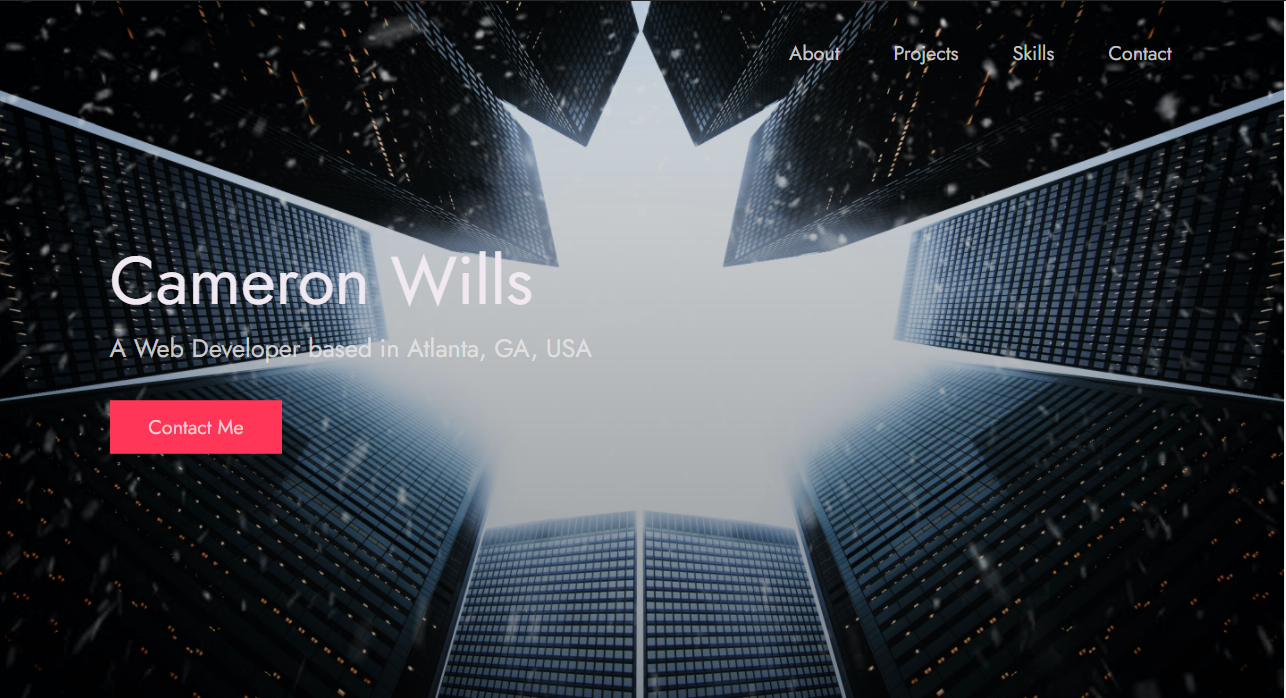 About Projects Skills Contact
Cameron Wills
A Web Developer based in Atlanta, GA, USA
Contact Me